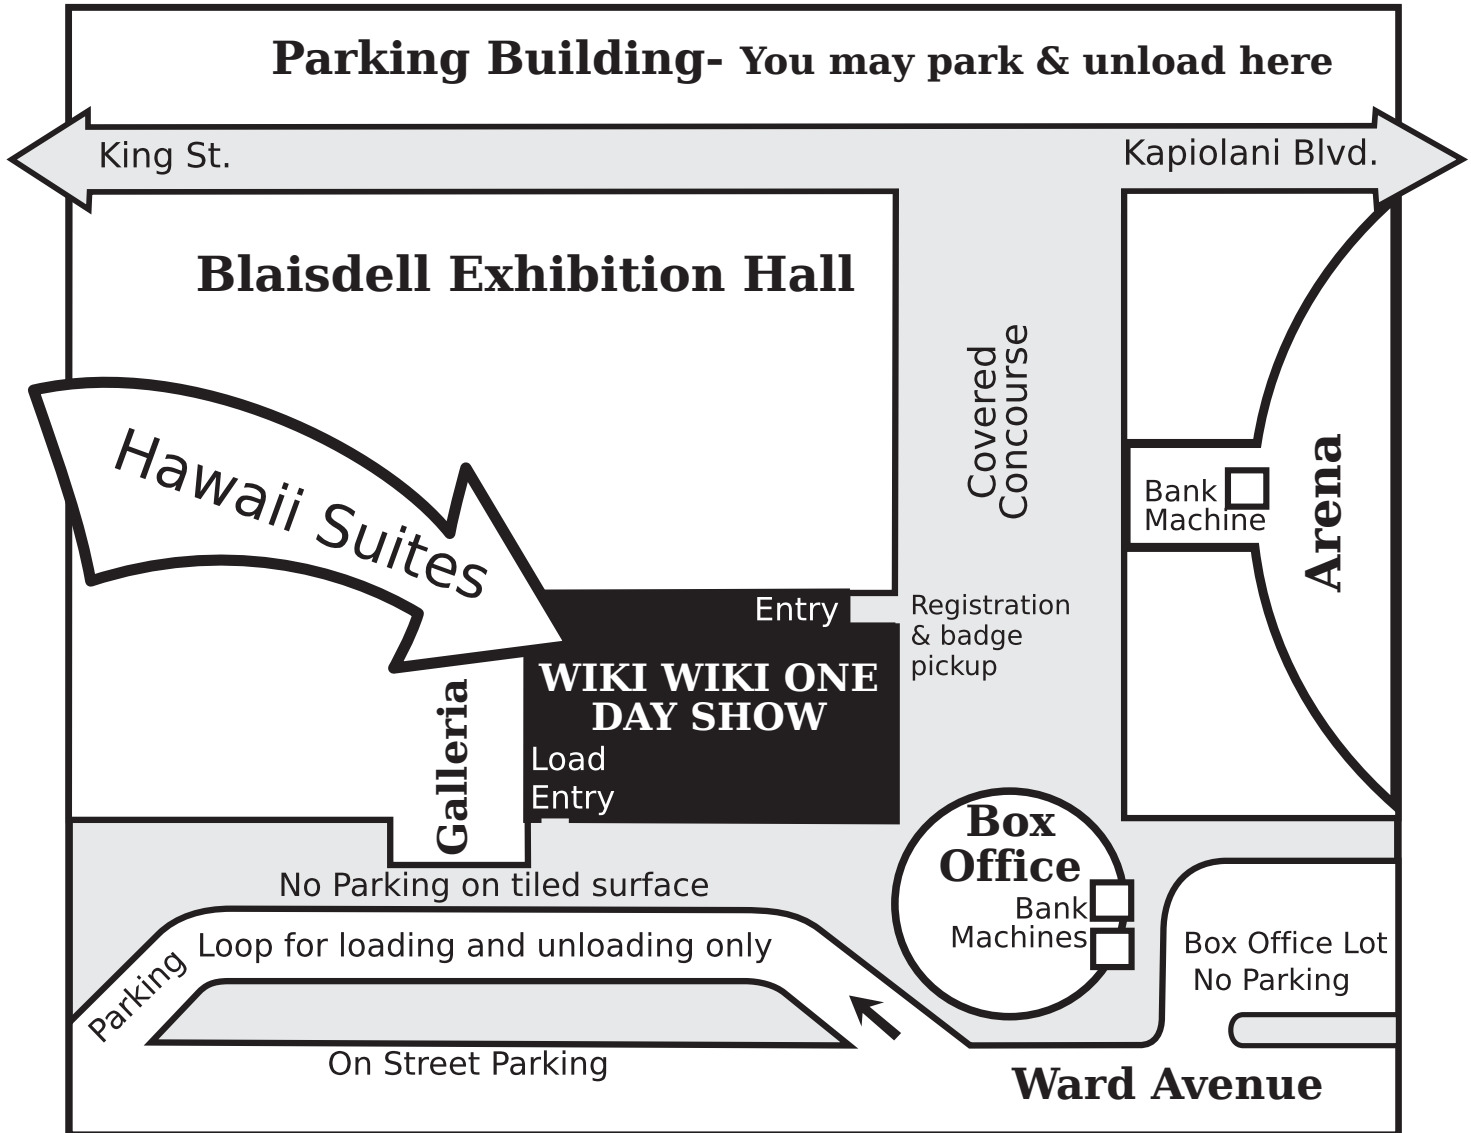 Parking Building- You may park & unload here
King St.
Kapiolani Blvd.
Blaisdell Exhibition Hall
Covered
Concourse
Hawaii Suites
Bank
Machine
Arena
Entry
Registration
& badge
pickup
WIKI WIKI ONE
DAY SHOW
Load
Entry
Galleria
Box
Office
Bank
Machines
No Parking on tiled surface
Loop for loading and unloading only
Parking
Box Office Lot
No Parking
On Street Parking
Ward Avenue